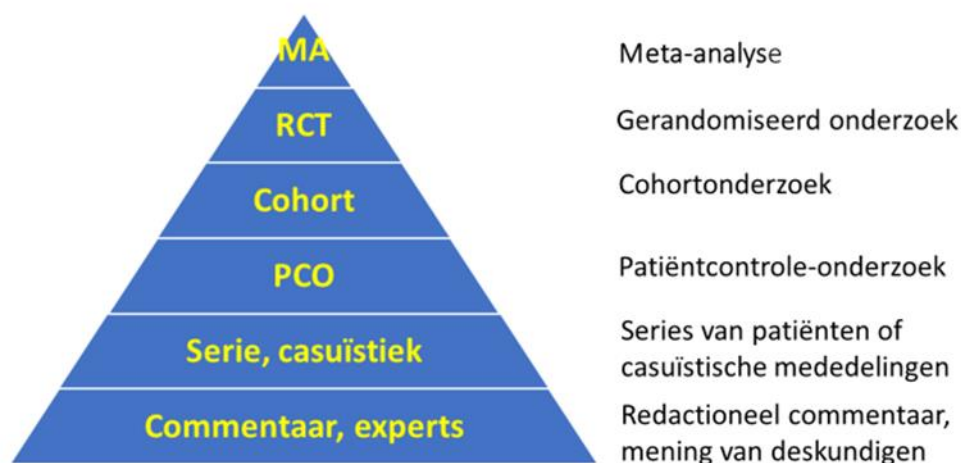 MA
Meta-analyse
RCT
Gerandomiseerd onderzoek
Cohort
Cohortonderzoek
PCO
Patiëntcontrole-onderzoek
Serie, casuïstiek
Series van patiënten of
casuïstische mededelingen
Commentaar, experts
Redactioneel commentaar,
mening van deskundigen